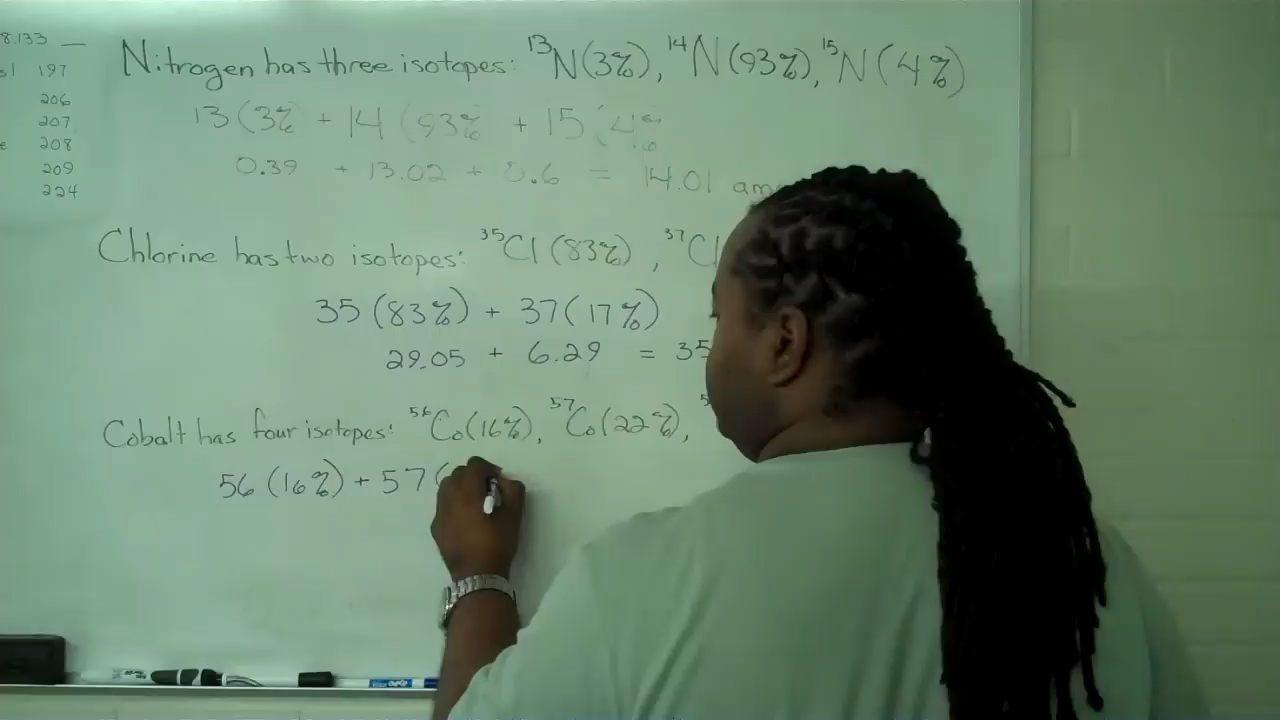 8.133
197
206
207
208
209
224
Nitrogen has three isotopes: ¹³N(3%), ¹⁴N(93%), ¹⁵N(4%)
13(3% + 14(93% + 15(4%
0.39 + 13.02 + 0.6 = 14.01 am
Chlorine has two isotopes: ³⁵Cl(83%), ³⁷Cl
35(83%) + 37(17%)
29.05 + 6.29 = 35
Cobalt has four isotopes: ⁵⁶Co(16%), ⁵⁷Co(22%),
56(16%) + 57(